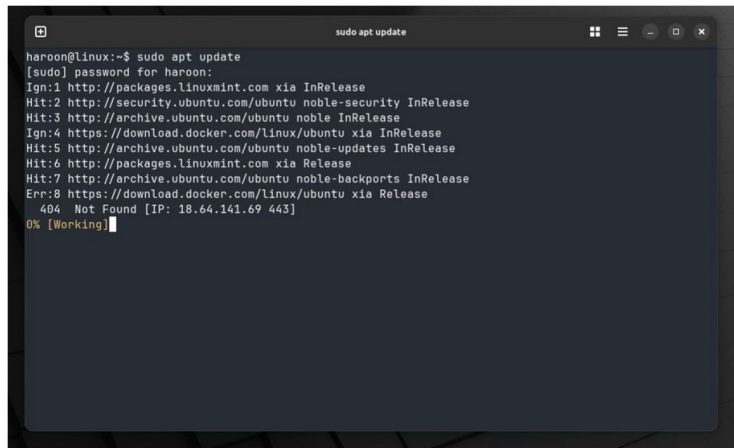 sudo apt update
haroon@linux:~$ sudo apt update
[sudo] password for haroon:
Ign:1 http://packages.linuxmint.com xia InRelease
Hit:2 http://security.ubuntu.com/ubuntu noble-security InRelease
Hit:3 http://archive.ubuntu.com/ubuntu noble InRelease
Ign:4 https://download.docker.com/linux/ubuntu xia InRelease
Hit:5 http://archive.ubuntu.com/ubuntu noble-updates InRelease
Hit:6 http://packages.linuxmint.com xia Release
Hit:7 http://archive.ubuntu.com/ubuntu noble-backports InRelease
Err:8 https://download.docker.com/linux/ubuntu xia Release
  404  Not Found [IP: 18.64.141.69 443]
0% [Working]